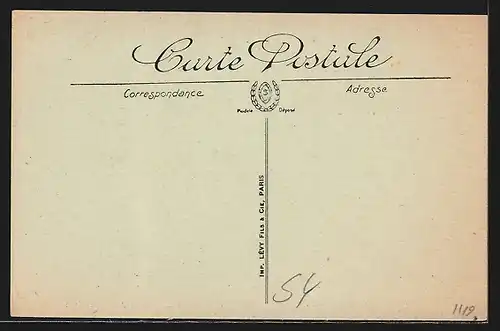 Carte Postale
Correspondance
Adresse
Modèle Déposé
IMP. LÉVY FILS & CIE, PARIS
54
1119